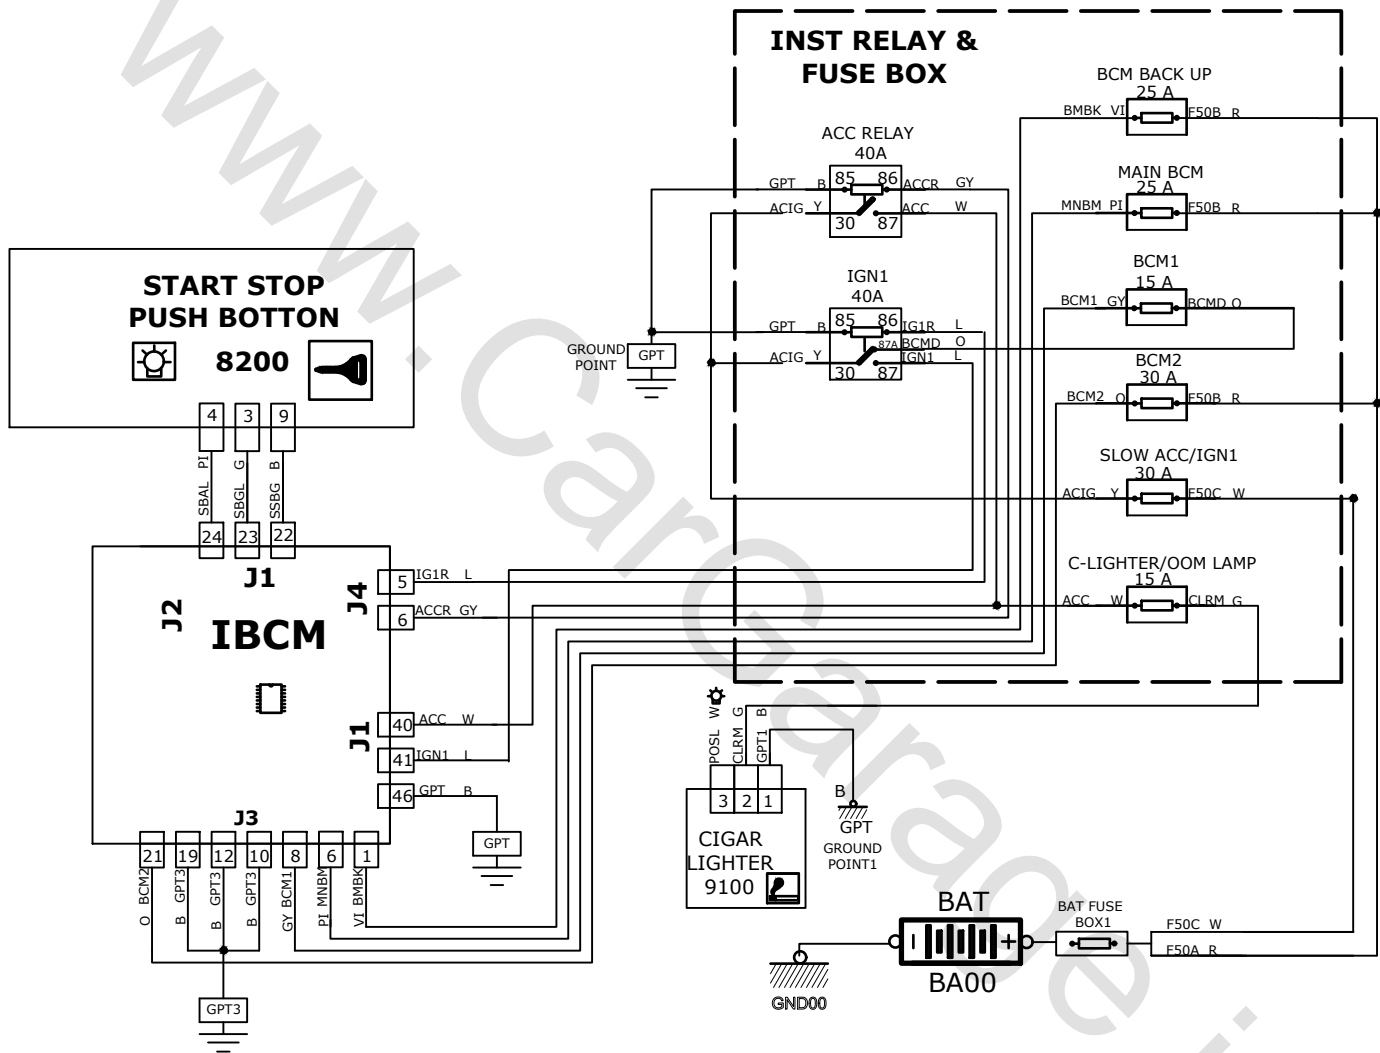 INST RELAY &
FUSE BOX
BCM BACK UP
25 A
BMBK VI
F50B R
ACC RELAY
40A
85 86
GPT B
ACCR GY
ACIG Y
ACC W
30 87
MAIN BCM
25 A
MNBM PI
F50B R
IGN1
40A
85 86
GPT B
IG1R L
87A
BCMD O
ACIG Y
IGN1 L
30 87
BCM1
15 A
BCM1 GY
BCMD O
GROUND
POINT
GPT
BCM2
30 A
BCM2 O
F50B R
SLOW ACC/IGN1
30 A
ACIG Y
F50C W
C-LIGHTER/OOM LAMP
15 A
ACC W
CLRM G
START STOP
PUSH BOTTON
8200
4 3 9
SBAL PI
SBGL G
SSBG B
24 23 22
J1
J2
J4
IBCM
5 IG1R L
6 ACCR GY
J1
40 ACC W
41 IGN1 L
46 GPT B
GPT
J3
21 19 12 10 8 6 1
O BCM2
B GPT3
B GPT3
B GPT3
GY BCM1
PI MNBM
VI BMBK
GPT3
POSL W
CLRM G
GPT1 B
3 2 1
CIGAR
LIGHTER
9100
B
GPT
GROUND
POINT1
BAT
- +
BA00
GND00
BAT FUSE
BOX1
F50C W
F50A R
www.CarGarage.i